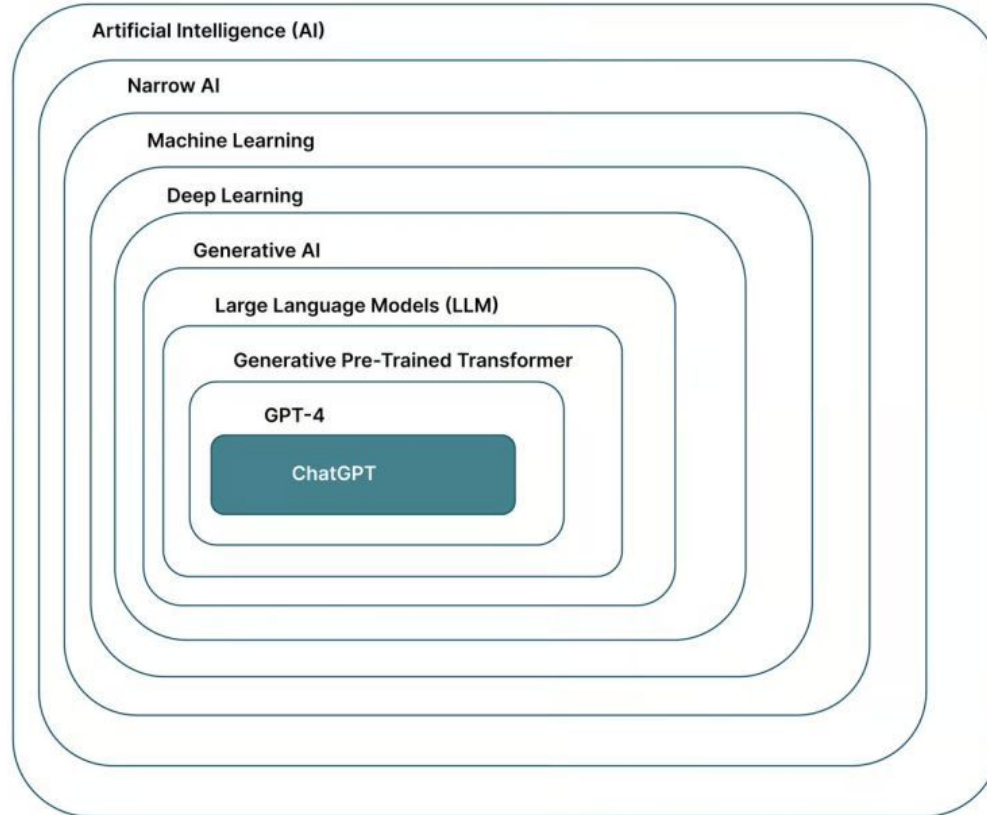 Artificial Intelligence (AI)
Narrow AI
Machine Learning
Deep Learning
Generative AI
Large Language Models (LLM)
Generative Pre-Trained Transformer
GPT-4
ChatGPT